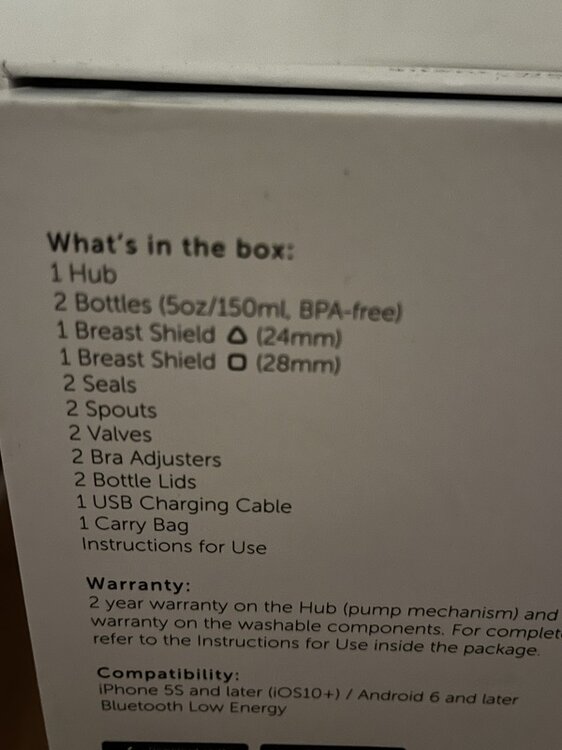 What's in the box:
1 Hub
2 Bottles (5oz/150ml, BPA-free)
1 Breast Shield (24mm)
1 Breast Shield (28mm)
2 Seals
2 Spouts
2 Valves
2 Bra Adjusters
2 Bottle Lids
1 USB Charging Cable
1 Carry Bag
Instructions for Use
Warranty:
2 year warranty on the Hub (pump mechanism) and
warranty on the washable components. For complet
refer to the Instructions for Use inside the package.
Compatibility:
iPhone 5S and later (iOS10+) / Android 6 and later
Bluetooth Low Energy